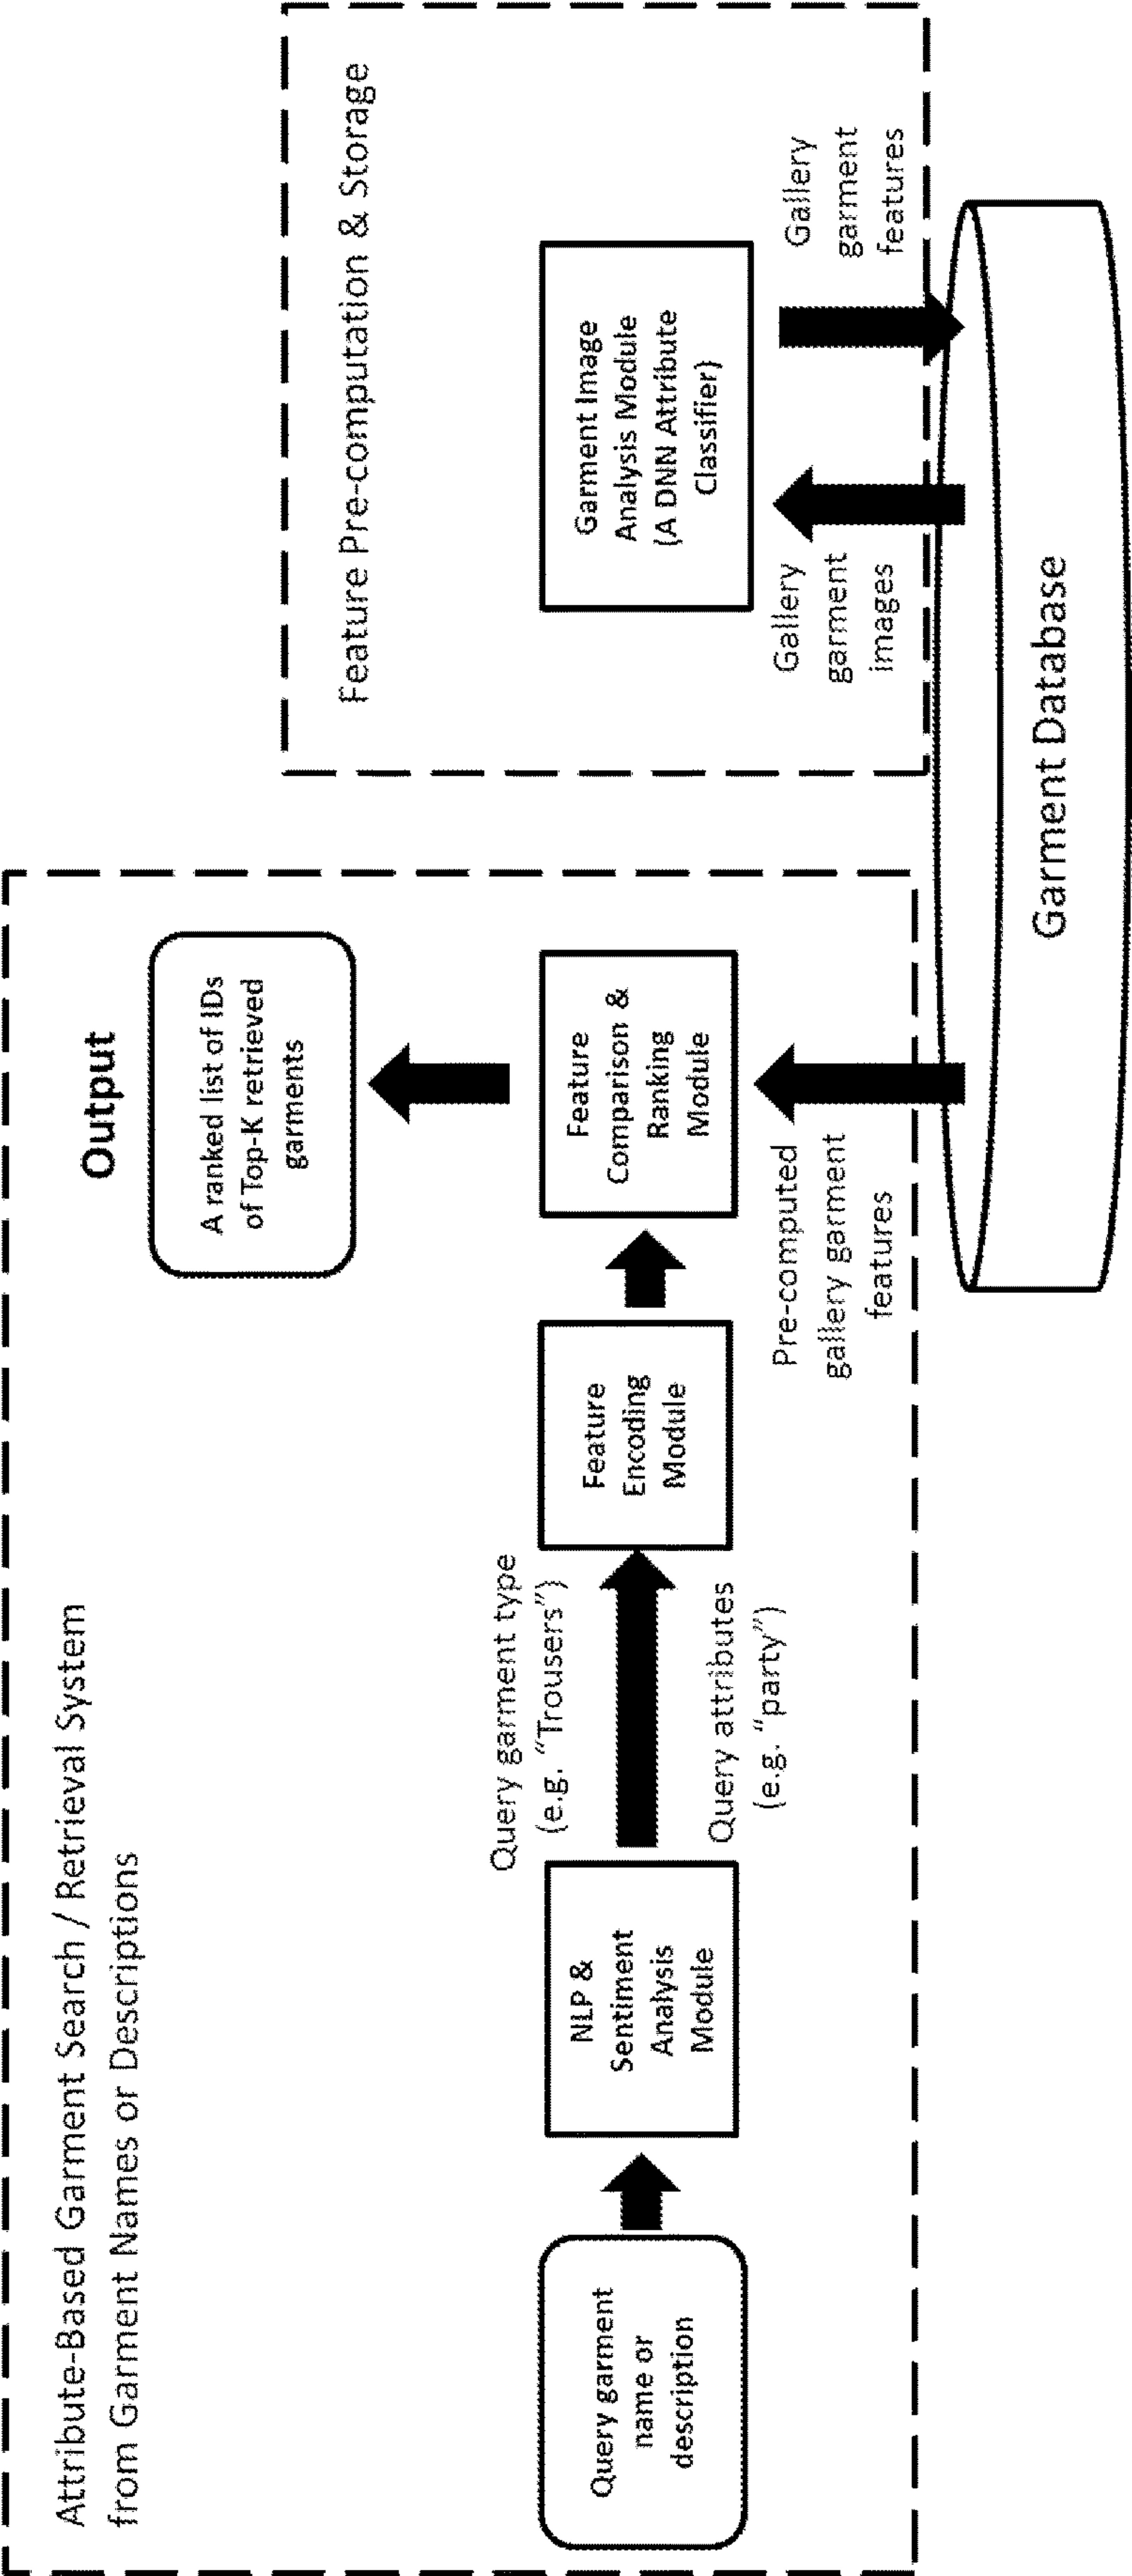 Attribute-Based Garment Search / Retrieval System
from Garment Names or Descriptions
Query garment
name or
description
NLP &
Sentiment
Analysis
Module
Query garment type
(e.g. “Trousers”)
Query attributes
(e.g. “party”)
Feature
Encoding
Module
Feature
Comparison &
Ranking
Module
Output
A ranked list of IDs
of Top-K retrieved
garments
Pre-computed
gallery garment
features
Feature Pre-computation & Storage
Garment Image
Analysis Module
(A DNN Attribute
Classifier)
Gallery
garment
images
Gallery
garment
features
Garment Database